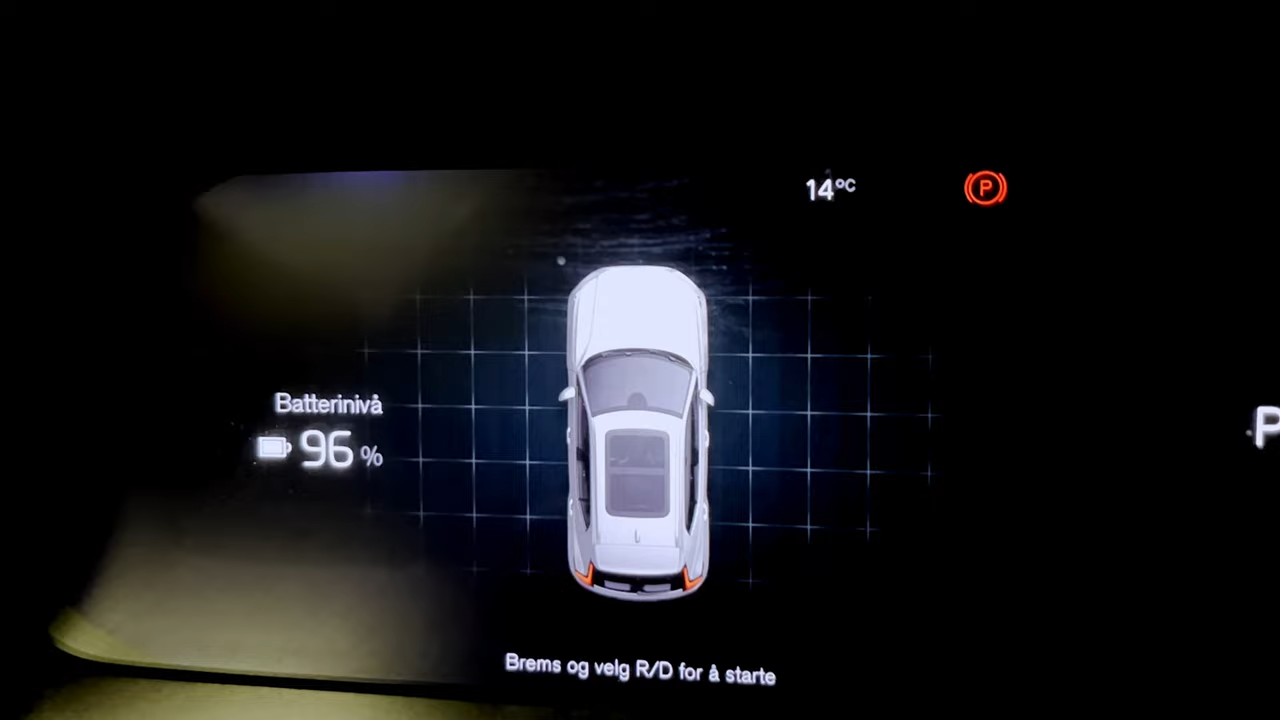 14°C
P
Batterinivå
96 %
P
Brems og velg R/D for å starte